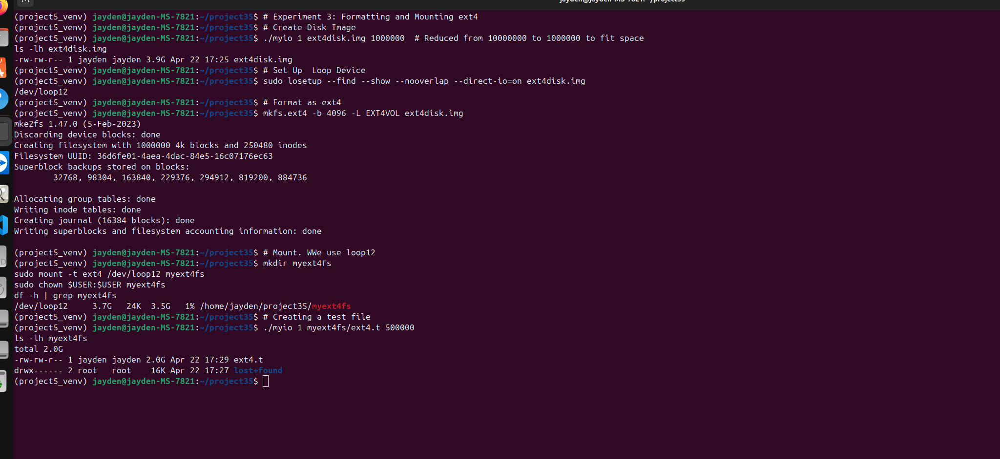 (project5_venv) jayden@jayden-MS-7821:~/project35$ # Experiment 3: Formatting and Mounting ext4
(project5_venv) jayden@jayden-MS-7821:~/project35$ # Create Disk Image
(project5_venv) jayden@jayden-MS-7821:~/project35$ ./myio 1 ext4disk.img 1000000  # Reduced from 10000000 to 1000000 to fit space
ls -lh ext4disk.img
-rw-rw-r-- 1 jayden jayden 3.9G Apr 22 17:25 ext4disk.img
(project5_venv) jayden@jayden-MS-7821:~/project35$ # Set Up  Loop Device
(project5_venv) jayden@jayden-MS-7821:~/project35$ sudo losetup --find --show --nooverlap --direct-io=on ext4disk.img
/dev/loop12
(project5_venv) jayden@jayden-MS-7821:~/project35$ # Format as ext4
(project5_venv) jayden@jayden-MS-7821:~/project35$ mkfs.ext4 -b 4096 -L EXT4VOL ext4disk.img
mke2fs 1.47.0 (5-Feb-2023)
Discarding device blocks: done
Creating filesystem with 1000000 4k blocks and 250480 inodes
Filesystem UUID: 36d6fe01-4aea-4dac-84e5-16c07176ec63
Superblock backups stored on blocks:
        32768, 98304, 163840, 229376, 294912, 819200, 884736
Allocating group tables: done
Writing inode tables: done
Creating journal (16384 blocks): done
Writing superblocks and filesystem accounting information: done
(project5_venv) jayden@jayden-MS-7821:~/project35$ # Mount. WWe use loop12
(project5_venv) jayden@jayden-MS-7821:~/project35$ mkdir myext4fs
sudo mount -t ext4 /dev/loop12 myext4fs
sudo chown $USER:$USER myext4fs
df -h | grep myext4fs
/dev/loop12     3.7G   24K  3.5G   1% /home/jayden/project35/myext4fs
(project5_venv) jayden@jayden-MS-7821:~/project35$ # Creating a test file
(project5_venv) jayden@jayden-MS-7821:~/project35$ ./myio 1 myext4fs/ext4.t 500000
ls -lh myext4fs
total 2.0G
-rw-rw-r-- 1 jayden jayden 2.0G Apr 22 17:29 ext4.t
drwx------ 2 root   root    16K Apr 22 17:27 lost+found
(project5_venv) jayden@jayden-MS-7821:~/project35$